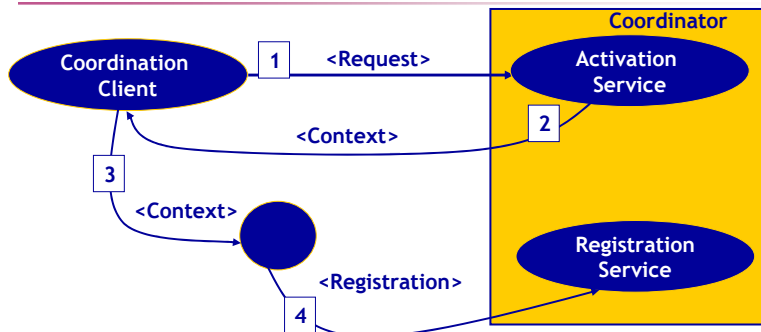 Coordinator
Coordination
Client
1
<Request>
Activation
Service
<Context>
2
3
<Context>
Registration
Service
<Registration>
4